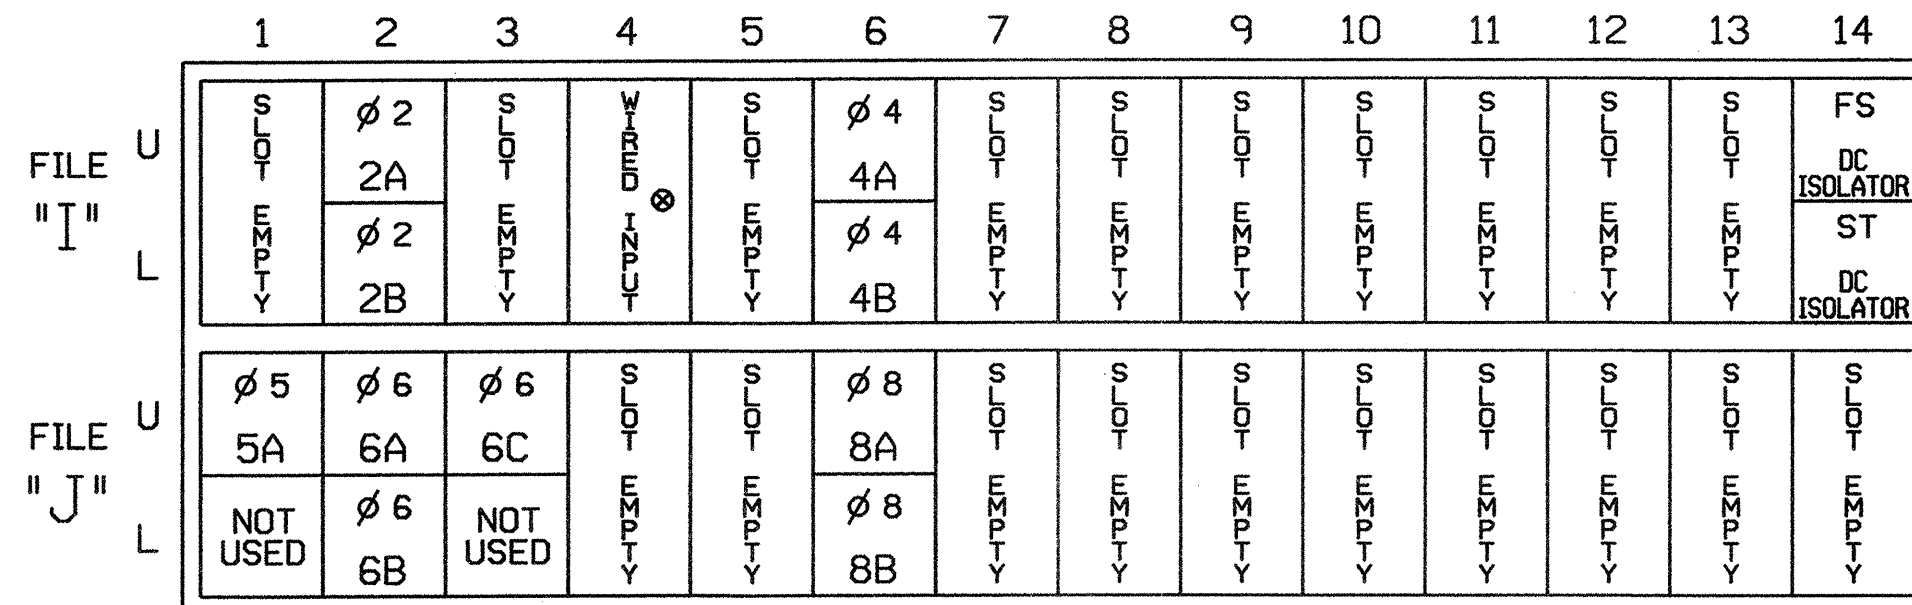 1 2 3 4 5 6 7 8 9 10 11 12 13 14
FILE "I"
U
L
SLOT EMPTY
Ø 2
2A
Ø 2
2B
SLOT EMPTY
WIRED INPUT
SLOT EMPTY
Ø 4
4A
Ø 4
4B
SLOT EMPTY
SLOT EMPTY
SLOT EMPTY
SLOT EMPTY
SLOT EMPTY
SLOT EMPTY
SLOT EMPTY
FS
DC
ISOLATOR
ST
DC
ISOLATOR
FILE "J"
U
L
Ø 5
5A
NOT
USED
Ø 6
6A
Ø 6
6B
Ø 6
6C
NOT
USED
SLOT EMPTY
SLOT EMPTY
Ø 8
8A
Ø 8
8B
SLOT EMPTY
SLOT EMPTY
SLOT EMPTY
SLOT EMPTY
SLOT EMPTY
SLOT EMPTY
SLOT EMPTY
SLOT EMPTY